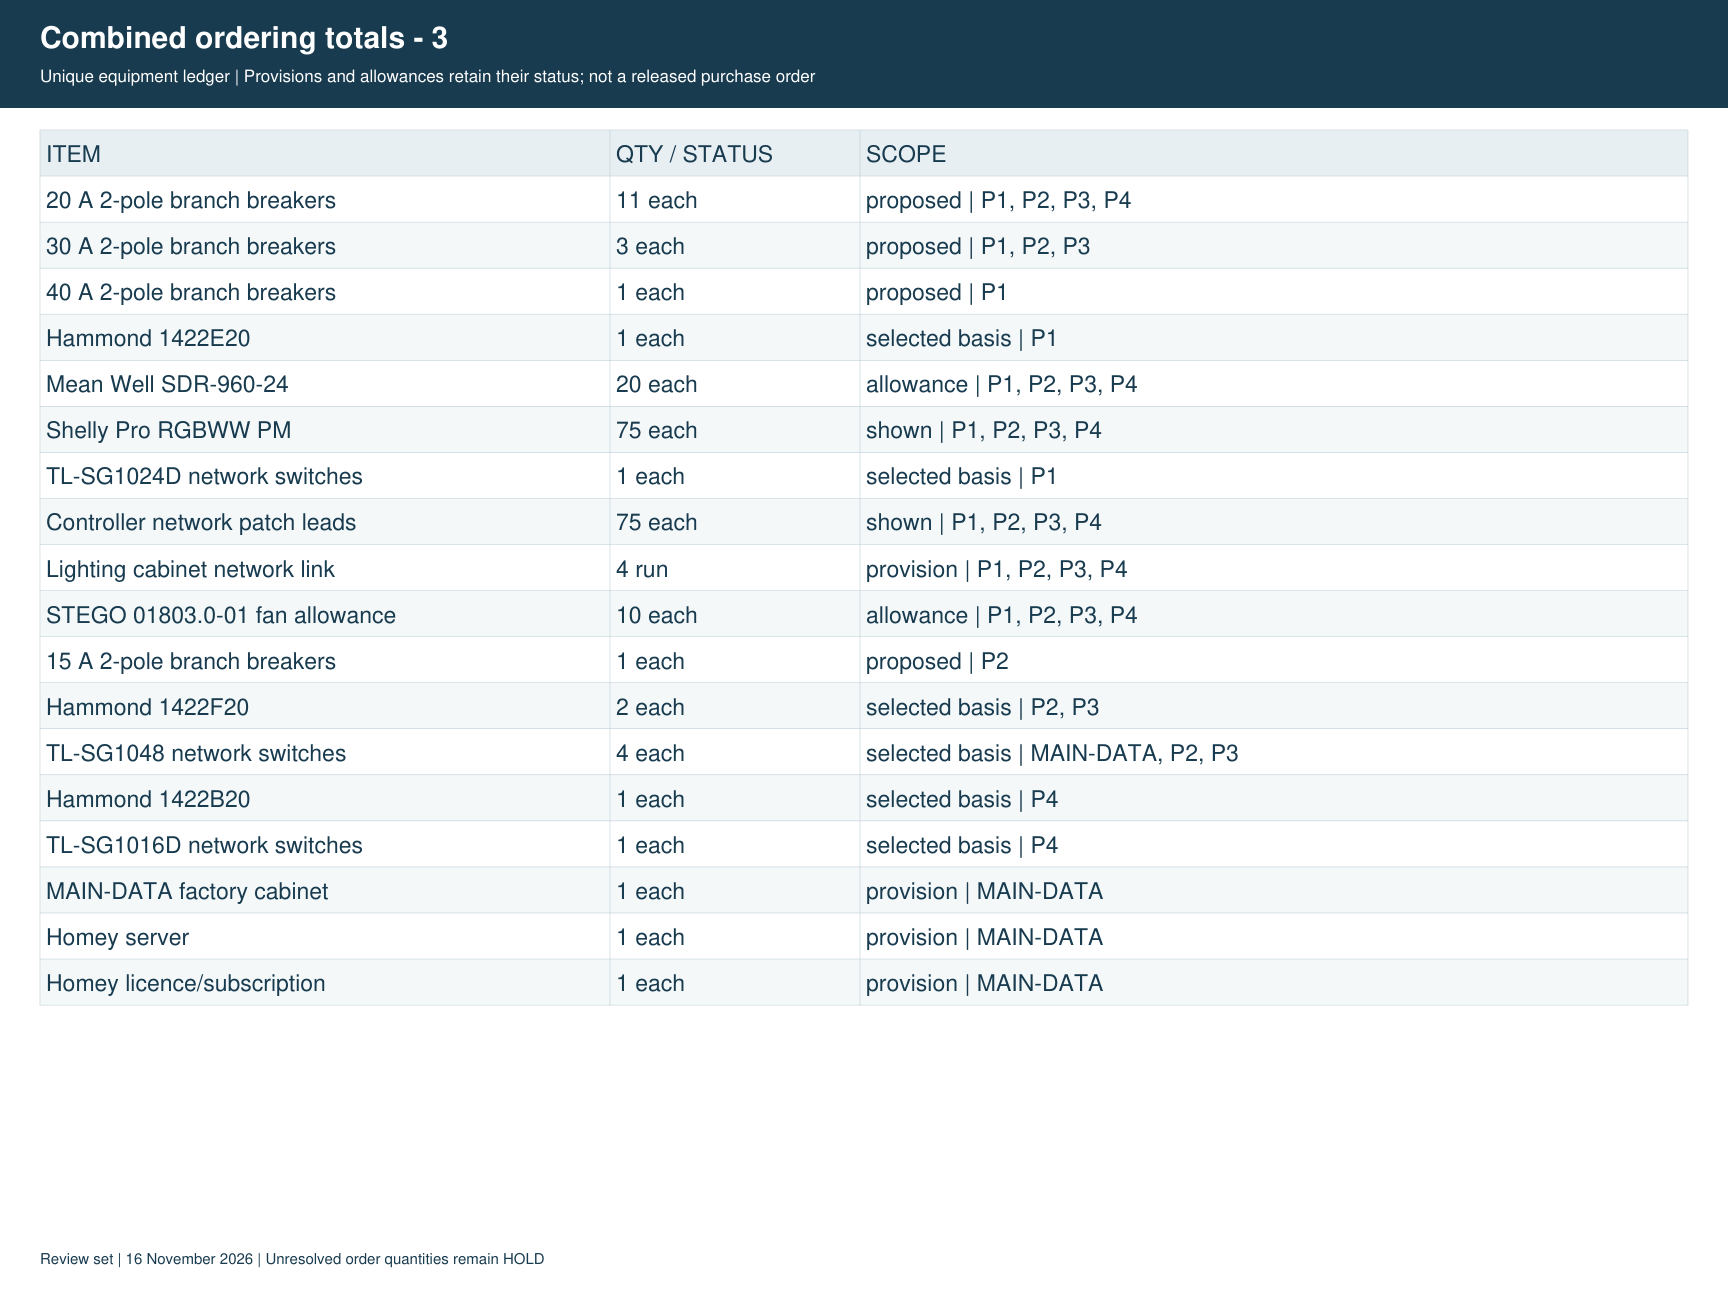 Combined ordering totals - 3
Unique equipment ledger | Provisions and allowances retain their status; not a released purchase order
ITEM QTY / STATUS SCOPE
20 A 2-pole branch breakers 11 each proposed | P1, P2, P3, P4
30 A 2-pole branch breakers 3 each proposed | P1, P2, P3
40 A 2-pole branch breakers 1 each proposed | P1
Hammond 1422E20 1 each selected basis | P1
Mean Well SDR-960-24 20 each allowance | P1, P2, P3, P4
Shelly Pro RGBWW PM 75 each shown | P1, P2, P3, P4
TL-SG1024D network switches 1 each selected basis | P1
Controller network patch leads 75 each shown | P1, P2, P3, P4
Lighting cabinet network link 4 run provision | P1, P2, P3, P4
STEGO 01803.0-01 fan allowance 10 each allowance | P1, P2, P3, P4
15 A 2-pole branch breakers 1 each proposed | P2
Hammond 1422F20 2 each selected basis | P2, P3
TL-SG1048 network switches 4 each selected basis | MAIN-DATA, P2, P3
Hammond 1422B20 1 each selected basis | P4
TL-SG1016D network switches 1 each selected basis | P4
MAIN-DATA factory cabinet 1 each provision | MAIN-DATA
Homey server 1 each provision | MAIN-DATA
Homey licence/subscription 1 each provision | MAIN-DATA
Review set | 16 November 2026 | Unresolved order quantities remain HOLD